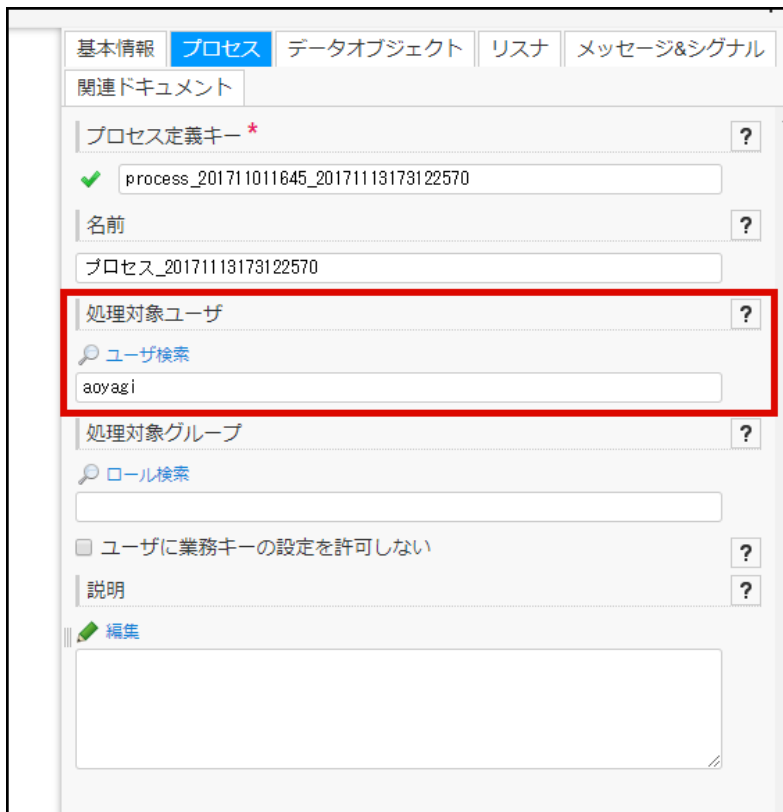 基本情報 プロセス データオブジェクト リスナ メッセージ&シグナル
関連ドキュメント
プロセス定義キー * ?
process_201711011645_20171113173122570
名前 ?
プロセス_20171113173122570
処理対象ユーザ ?
ユーザ検索
aoyagi
処理対象グループ ?
ロール検索
ユーザに業務キーの設定を許可しない ?
説明 ?
編集